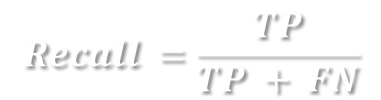 Recall = TP / TP + FN